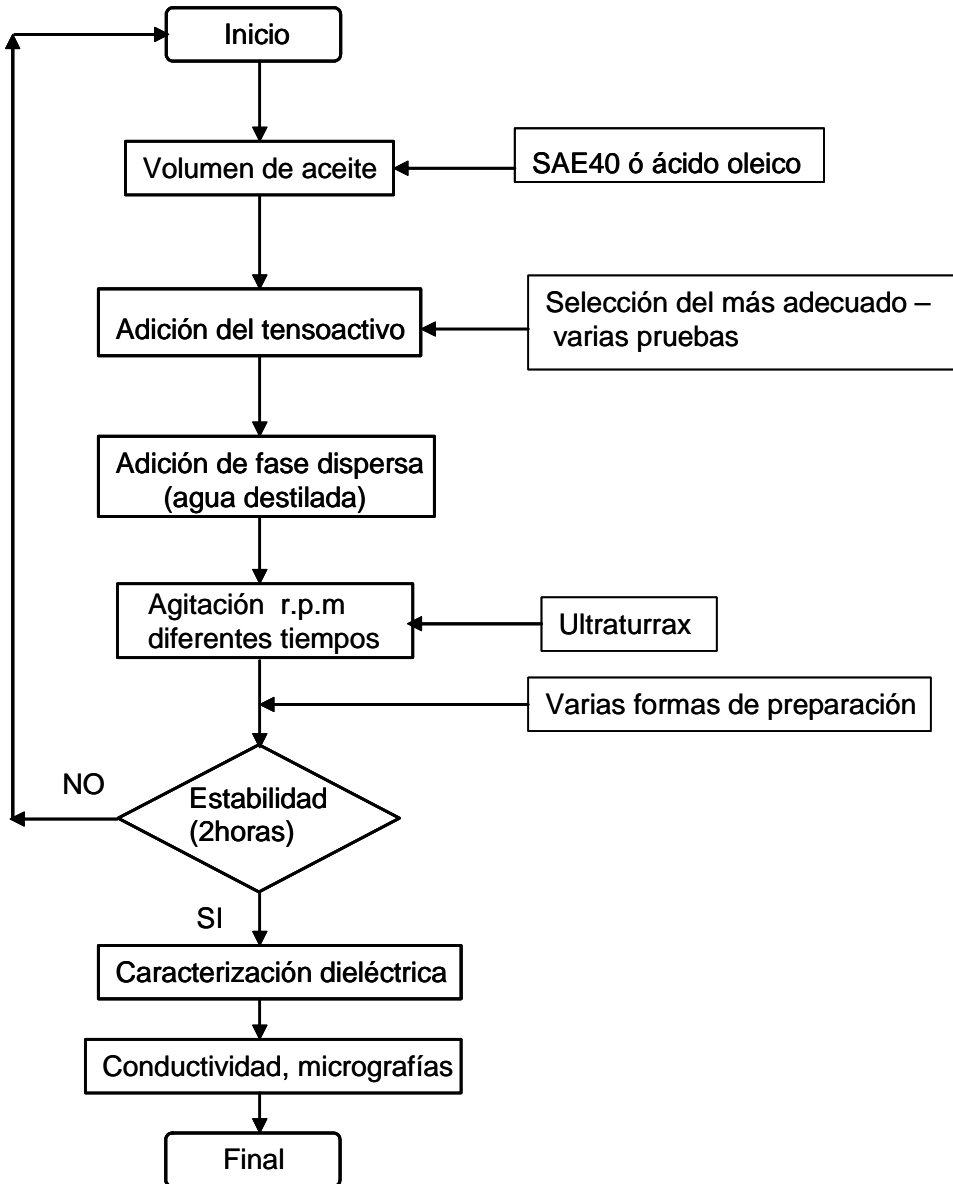 Inicio
Volumen de aceite
SAE40 ó ácido oleico
Adición del tensoactivo
Selección del más adecuado –
varias pruebas
Adición de fase dispersa
(agua destilada)
Agitación r.p.m
diferentes tiempos
Ultraturrax
Varias formas de preparación
NO
Estabilidad
(2horas)
SI
Caracterización dieléctrica
Conductividad, micrografías
Final